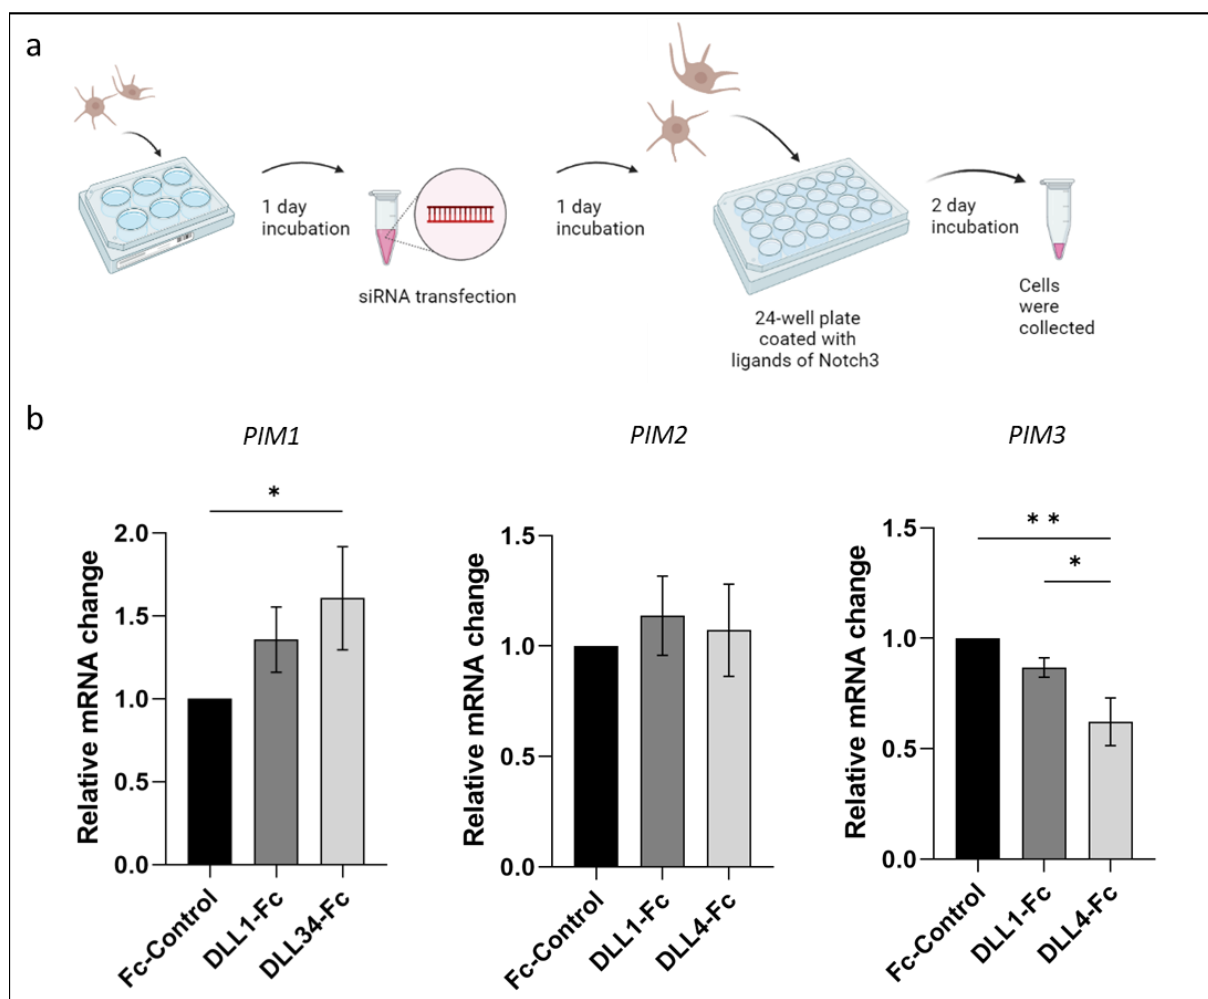 a
1 day
incubation
siRNA transfection
1 day
incubation
24-well plate
coated with
ligands of Notch3
2 day
incubation
Cells
were
collected
b
PIM1
*
Relative mRNA change
2.0
1.5
1.0
0.5
0.0
Fc-Control
DLL1-Fc
DLL34-Fc
PIM2
Relative mRNA change
1.5
1.0
0.5
0.0
Fc-Control
DLL1-Fc
DLL4-Fc
PIM3
**
*
Relative mRNA change
1.5
1.0
0.5
0.0
Fc-Control
DLL1-Fc
DLL4-Fc